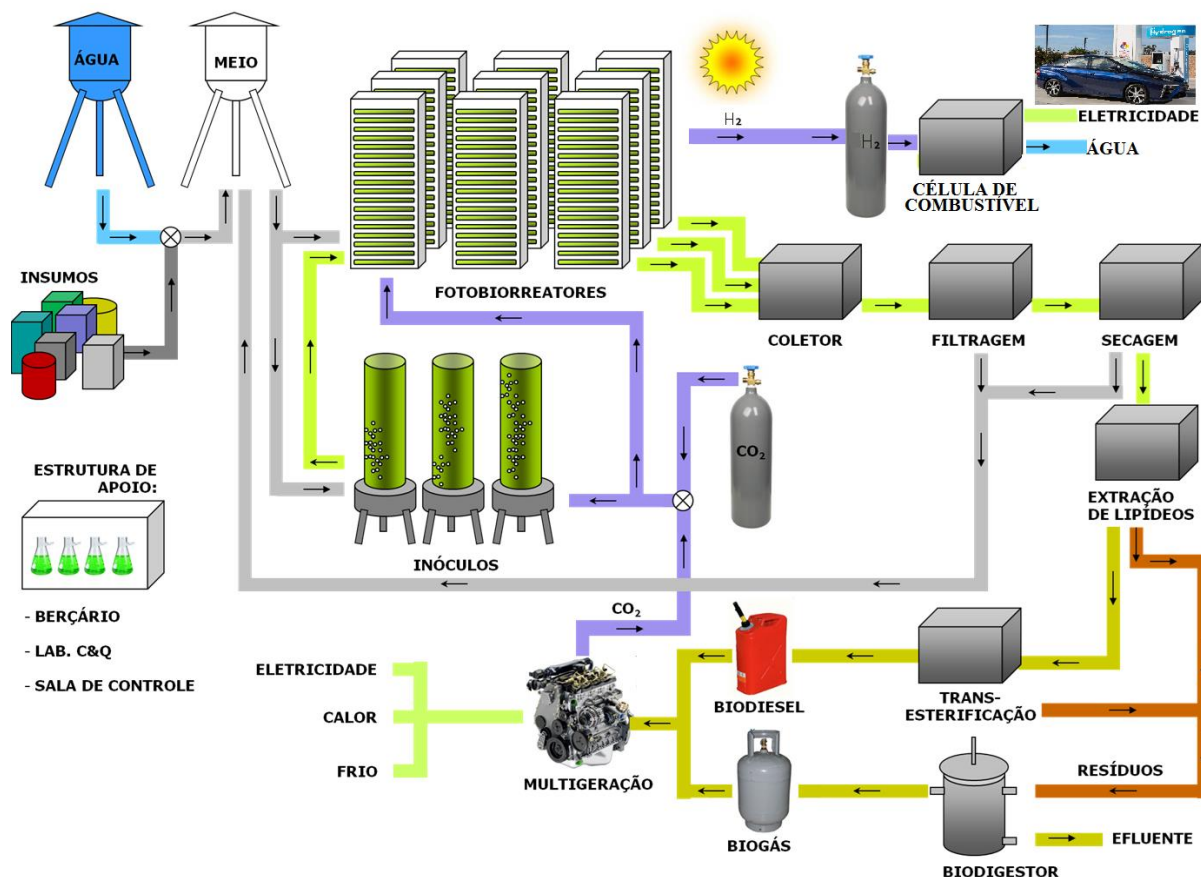 ÁGUA
MEIO
INSUMOS
FOTOBIORREATORES
H₂
H₂
CÉLULA DE
COMBUSTÍVEL
ELETRICIDADE
ÁGUA
COLETOR
FILTRAGEM
SECAGEM
CO₂
INÓCULOS
ESTRUTURA DE
APOIO:
- BERÇÁRIO
- LAB. C&Q
- SALA DE CONTROLE
EXTRAÇÃO
DE LIPÍDEOS
CO₂
ELETRICIDADE
CALOR
FRIO
MULTIGERAÇÃO
BIODIESEL
BIOGÁS
TRANS-
ESTERIFICAÇÃO
RESÍDUOS
EFLUENTE
BIODIGESTOR